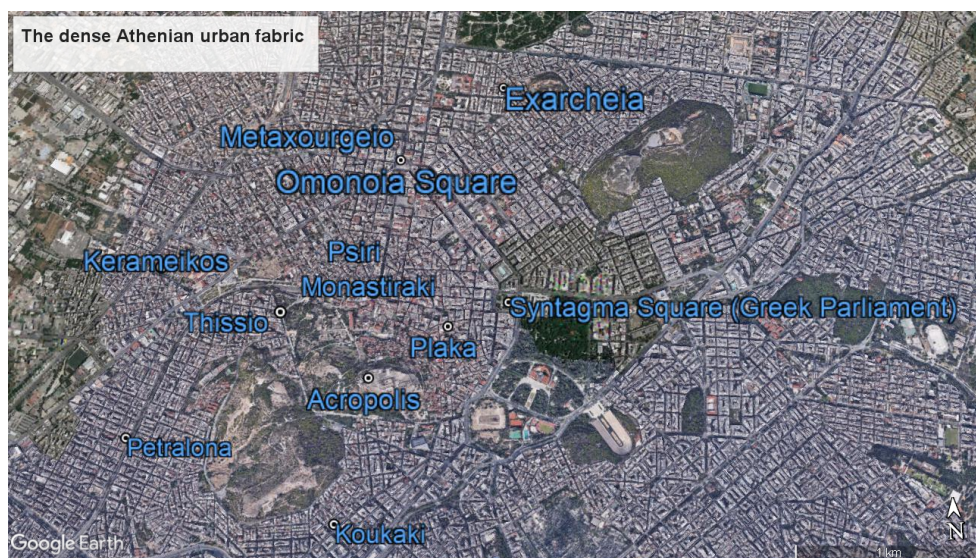 The dense Athenian urban fabric
Exarcheia
Metaxourgeio
Omonoia Square
Psiri
Kerameikos
Monastiraki
Syntagma Square (Greek Parliament)
Thissio
Plaka
Acropolis
Petralona
Koukaki
Google Earth
N
1 km